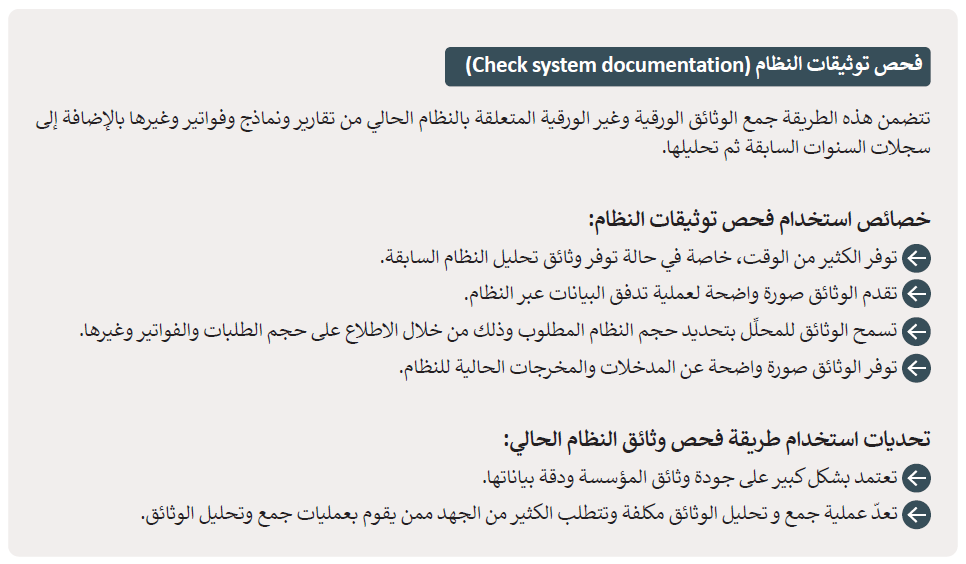 فحص توثيقات النظام (Check system documentation)
تتضمن هذه الطريقة جمع الوثائق الورقية وغير الورقية المتعلقة بالنظام الحالي من تقارير ونماذج وفواتير وغيرها بالإضافة إلى
سجلات السنوات السابقة ثم تحليلها.
خصائص استخدام فحص توثيقات النظام:
توفر الكثير من الوقت، خاصة في حالة توفر وثائق تحليل النظام السابقة.
تقدم الوثائق صورة واضحة لعملية تدفق البيانات عبر النظام.
تسمح الوثائق للمحلِّل بتحديد حجم النظام المطلوب وذلك من خلال الاطلاع على حجم الطلبات والفواتير وغيرها.
توفر الوثائق صورة واضحة عن المدخلات والمخرجات الحالية للنظام.
تحديات استخدام طريقة فحص وثائق النظام الحالي:
تعتمد بشكل كبير على جودة وثائق المؤسسة ودقة بياناتها.
تعدّ عملية جمع و تحليل الوثائق مكلفة وتتطلب الكثير من الجهد ممن يقوم بعمليات جمع وتحليل الوثائق.